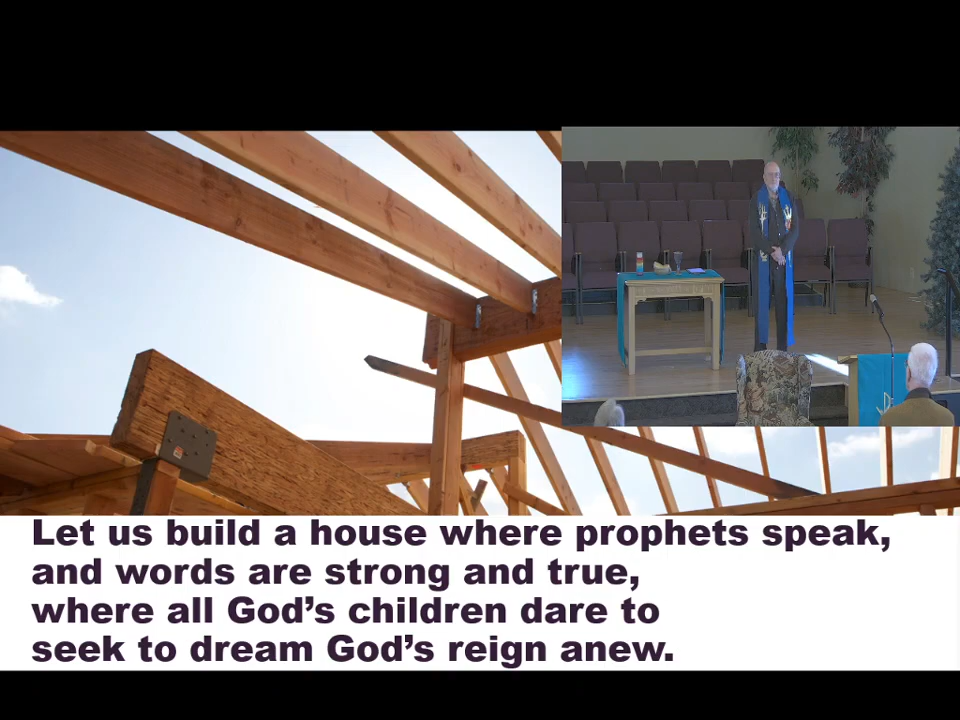 Let us build a house where prophets speak,
and words are strong and true,
where all God’s children dare to
seek to dream God’s reign anew.